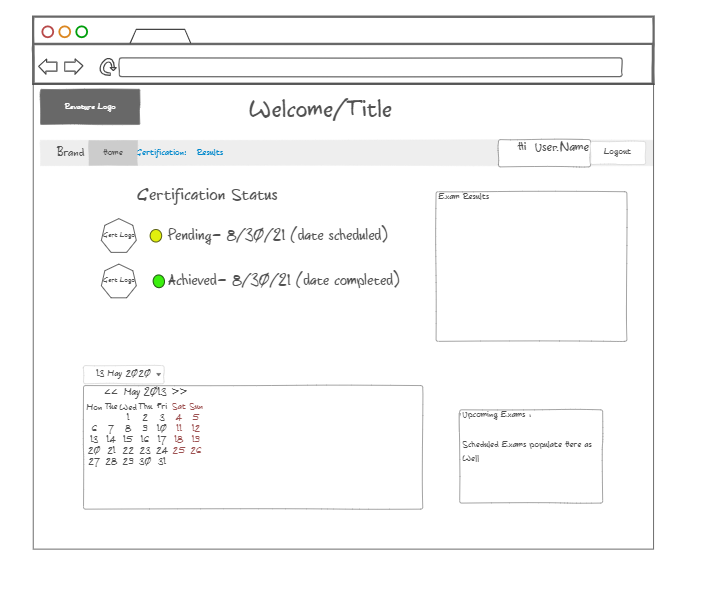 Revature Logo
Welcome/Title
Brand Home Certifications Results Hi User.Name Logout
Certification Status
Exam Results
Cert Logo Pending- 8/30/21 (date scheduled)
Cert Logo Achieved- 8/30/21 (date completed)
13 May 2020
<< May 2013 >>
Mon Tue Wed Thu Fri Sat Sun
1 2 3 4 5
6 7 8 9 10 11 12
13 14 15 16 17 18 19
20 21 22 23 24 25 26
27 28 29 30 31
Upcoming Exams :
Scheduled Exams populate Here as
Well